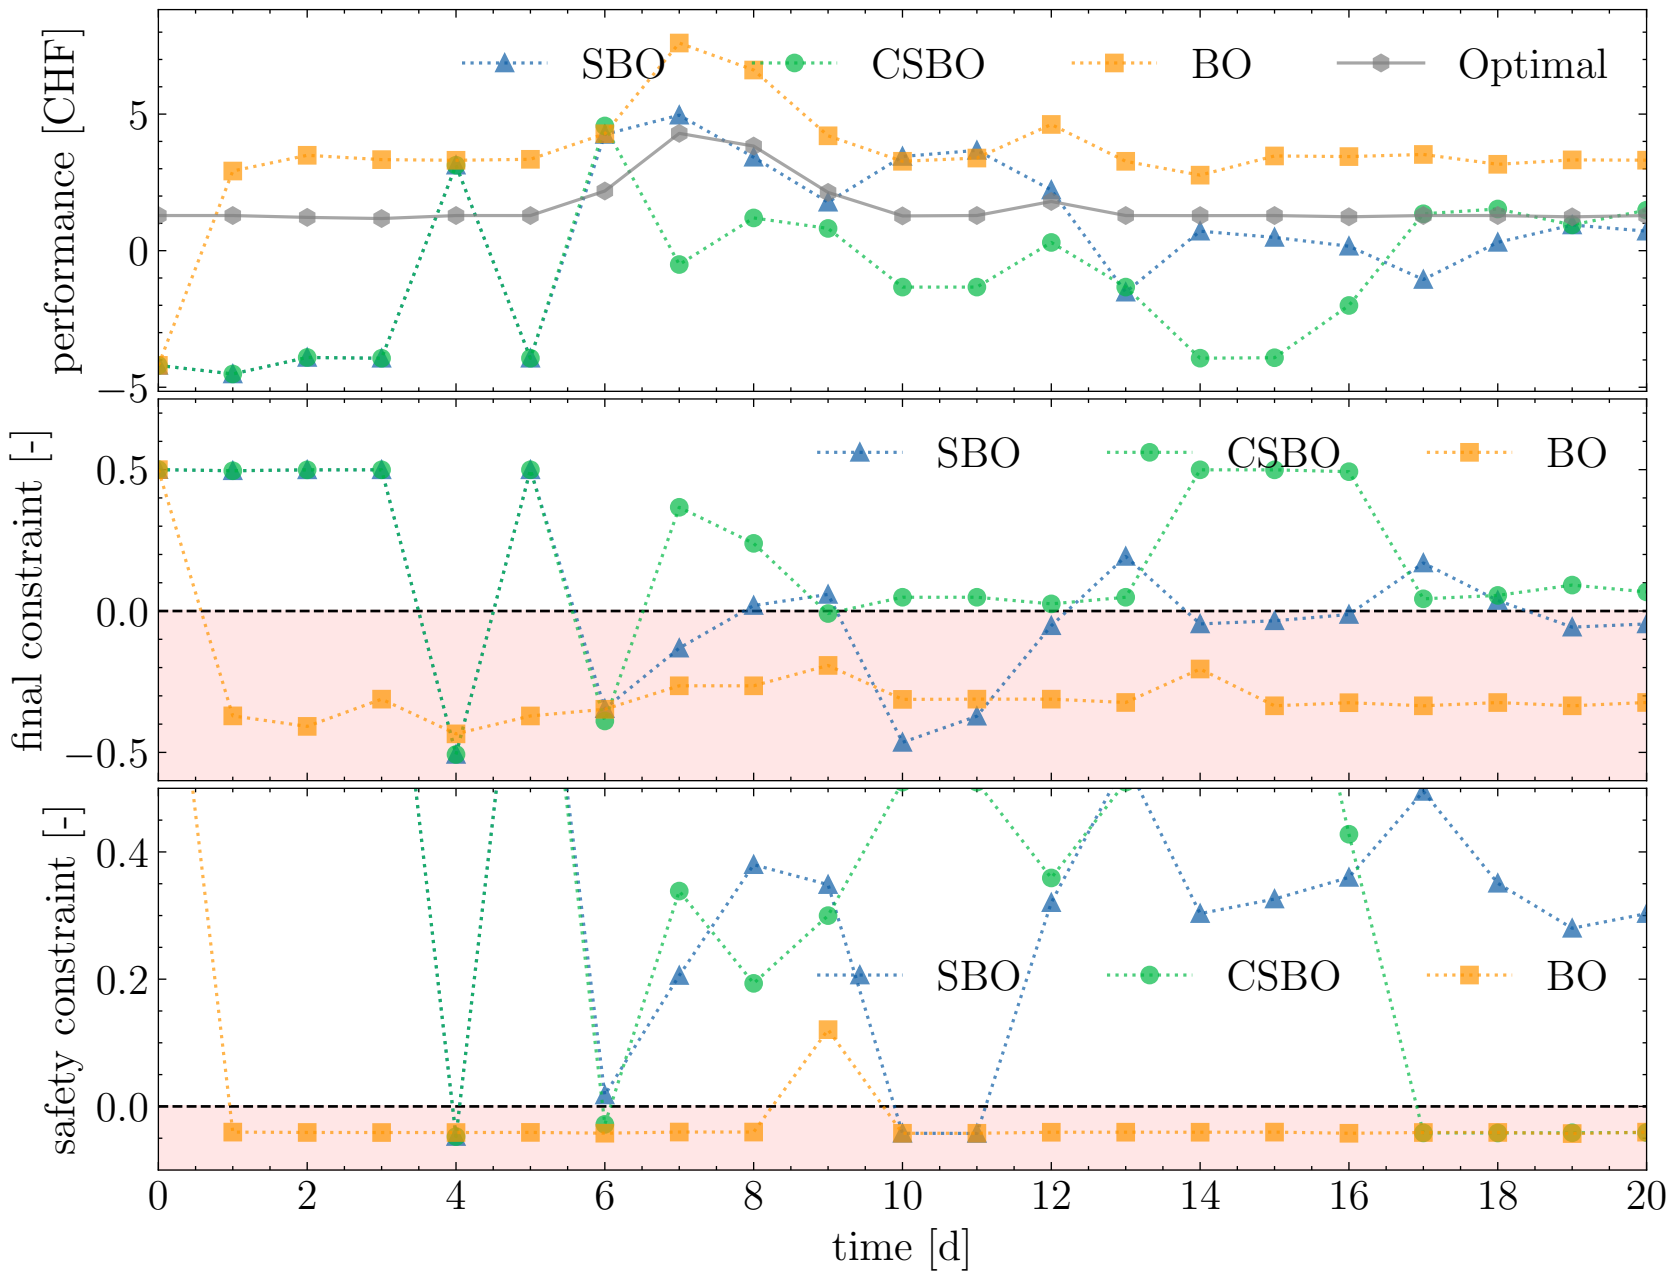 performance [CHF]
SBO CSBO BO Optimal
5
0
−5
final constraint [-]
SBO CSBO BO
0.5
0.0
−0.5
safety constraint [-]
0.4
SBO CSBO BO
0.2
0.0
0 2 4 6 8 10 12 14 16 18 20
time [d]